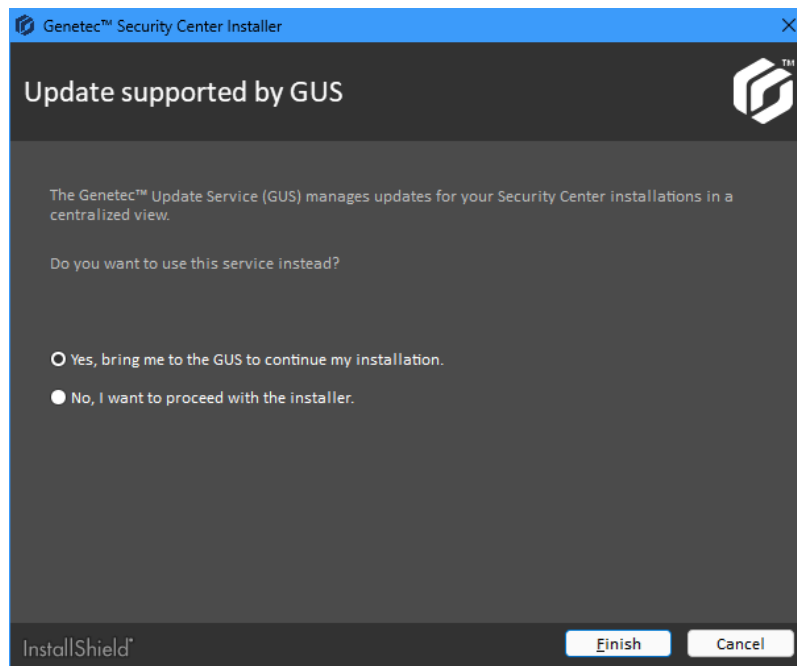 Genetec™ Security Center Installer
Update supported by GUS
TM
The Genetec™ Update Service (GUS) manages updates for your Security Center installations in a
centralized view.
Do you want to use this service instead?
Yes, bring me to the GUS to continue my installation.
No, I want to proceed with the installer.
InstallShield
Finish
Cancel